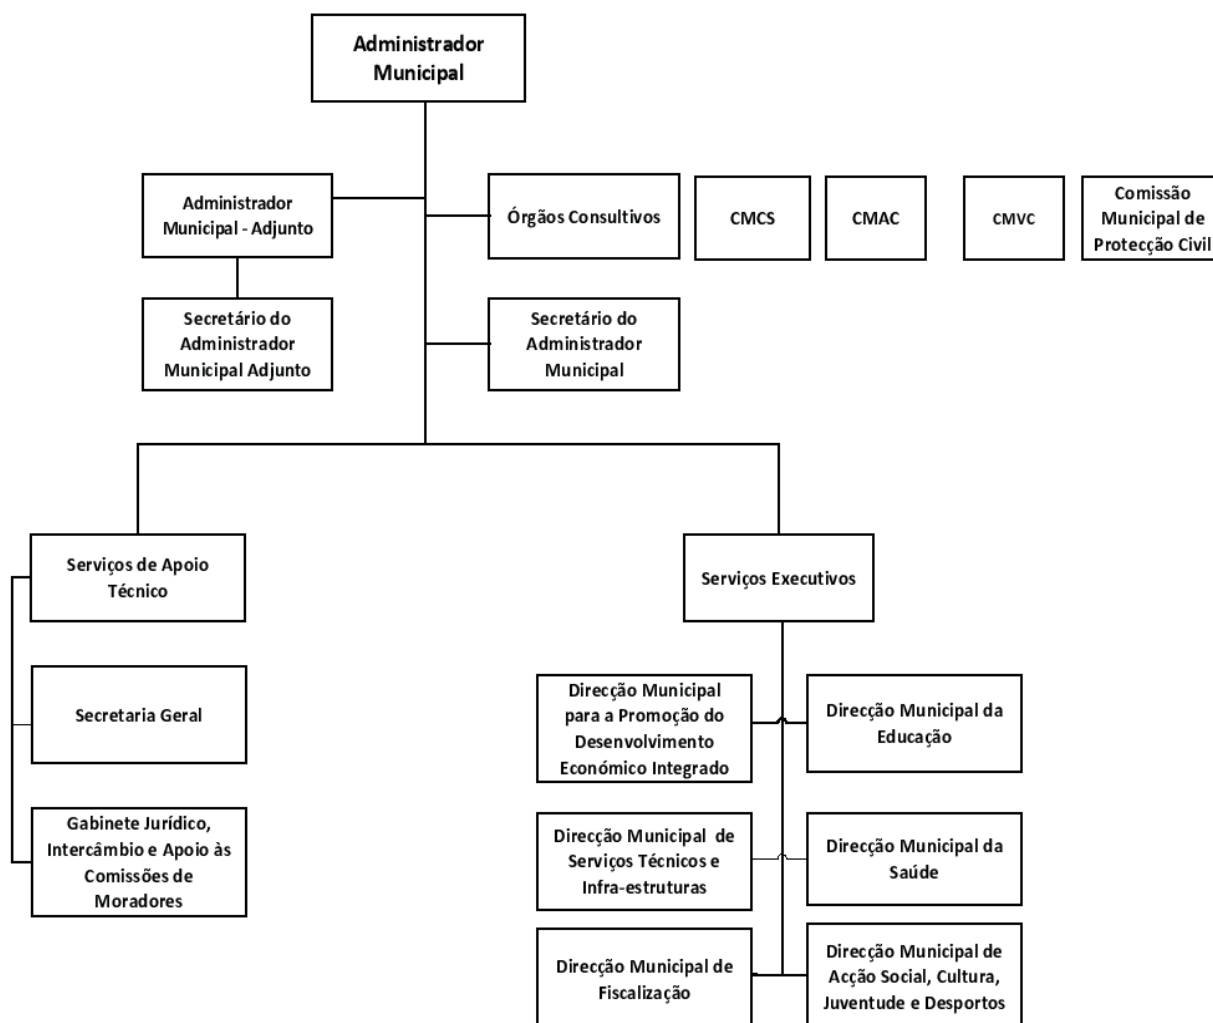 Administrador
Municipal
Administrador
Municipal - Adjunto
Órgãos Consultivos
CMCS
CMAC
CMVC
Comissão
Municipal de
Protecção Civil
Secretário do
Administrador
Municipal Adjunto
Secretário do
Administrador
Municipal
Serviços de Apoio
Técnico
Serviços Executivos
Secretaria Geral
Gabinete Jurídico,
Intercâmbio e Apoio às
Comissões de
Moradores
Direcção Municipal
para a Promoção do
Desenvolvimento
Económico Integrado
Direcção Municipal da
Educação
Direcção Municipal de
Serviços Técnicos e
Infra-estruturas
Direcção Municipal da
Saúde
Direcção Municipal de
Fiscalização
Direcção Municipal de
Acção Social, Cultura,
Juventude e Desportos